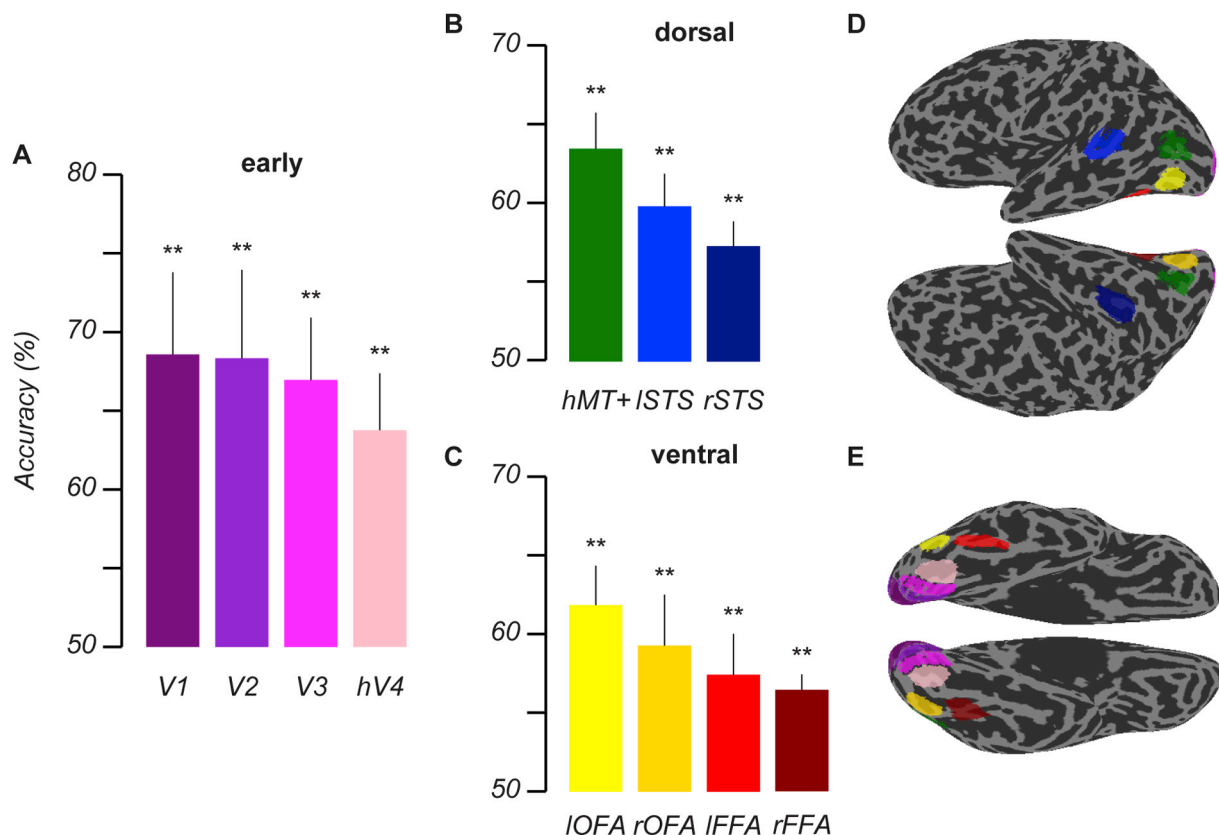 A
early
Accuracy (%)
80
70
60
50
**
**
**
**
V1 V2 V3 hV4
B
dorsal
70
60
50
**
**
**
hMT+ lSTS rSTS
C
ventral
70
60
50
**
**
**
**
lOFA rOFA lFFA rFFA
D
E